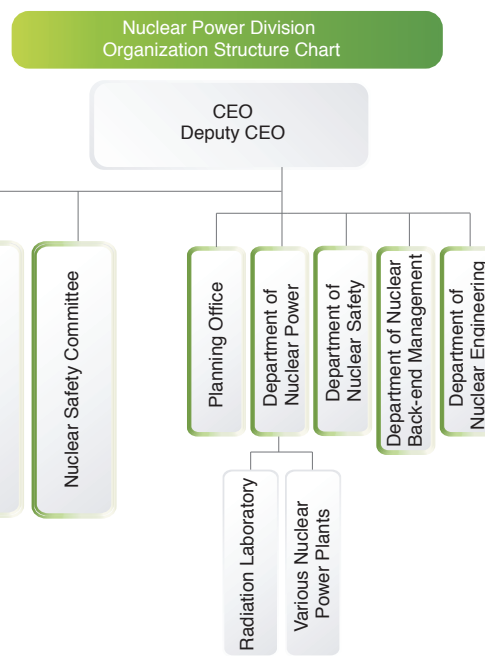 Nuclear Power Division
Organization Structure Chart
CEO
Deputy CEO
Nuclear Safety Committee
Planning Office
Department of
Nuclear Power
Department of
Nuclear Safety
Department of Nuclear
Back-end Management
Department of
Nuclear Engineering
Radiation Laboratory
Various Nuclear
Power Plants